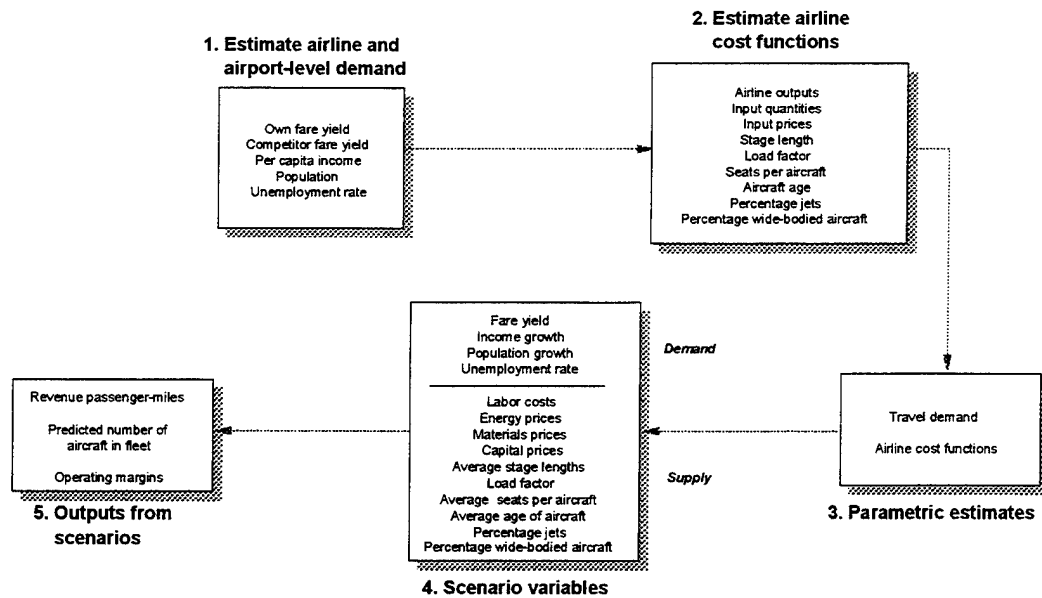 1. Estimate airline and
airport-level demand
Own fare yield
Competitor fare yield
Per capita income
Population
Unemployment rate
2. Estimate airline
cost functions
Airline outputs
Input quantities
Input prices
Stage length
Load factor
Seats per aircraft
Aircraft age
Percentage jets
Percentage wide-bodied aircraft
Travel demand
Airline cost functions
3. Parametric estimates
Demand
Supply
Fare yield
Income growth
Population growth
Unemployment rate
Labor costs
Energy prices
Materials prices
Capital prices
Average stage lengths
Load factor
Average seats per aircraft
Average age of aircraft
Percentage jets
Percentage wide-bodied aircraft
4. Scenario variables
Revenue passenger-miles
Predicted number of
aircraft in fleet
Operating margins
5. Outputs from
scenarios